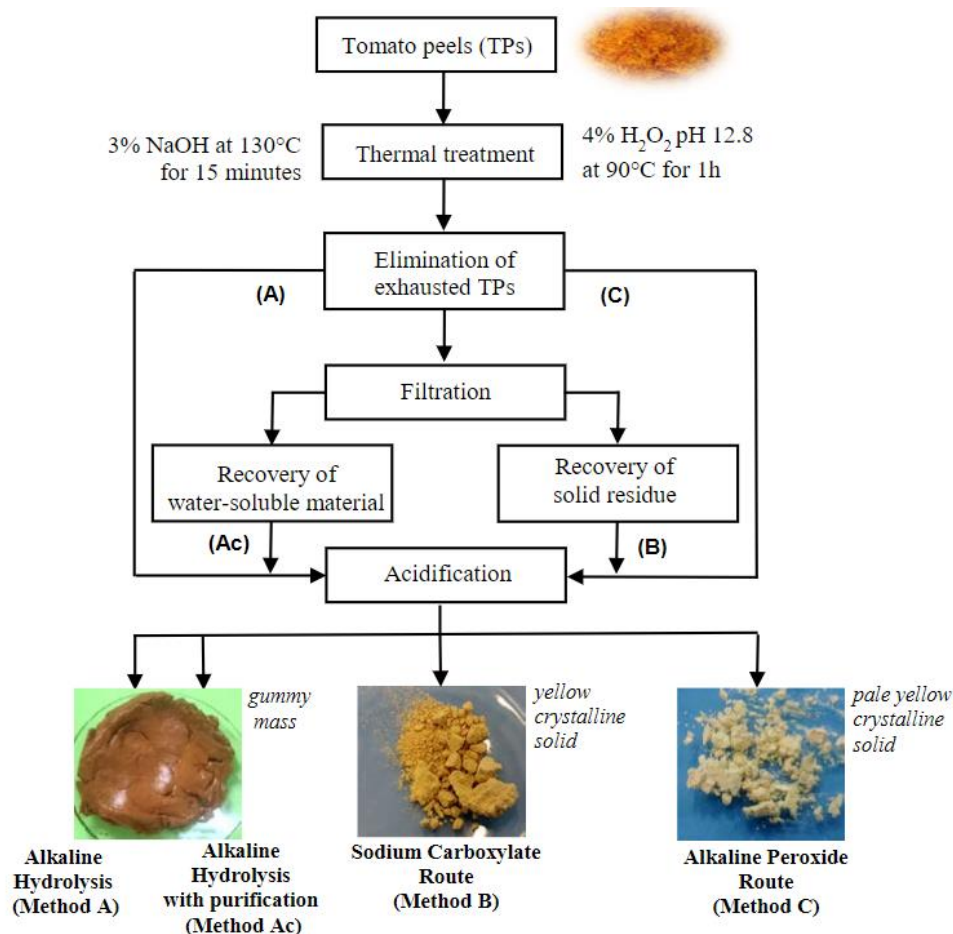 Tomato peels (TPs)
3% NaOH at 130°C
for 15 minutes
Thermal treatment
4% H₂O₂ pH 12.8
at 90°C for 1h
Elimination of
exhausted TPs
(A)
(C)
Filtration
Recovery of
water-soluble material
Recovery of
solid residue
(Ac)
(B)
Acidification
gummy
mass
yellow
crystalline
solid
pale yellow
crystalline
solid
Alkaline
Hydrolysis
(Method A)
Alkaline
Hydrolysis
with purification
(Method Ac)
Sodium Carboxylate
Route
(Method B)
Alkaline Peroxide
Route
(Method C)